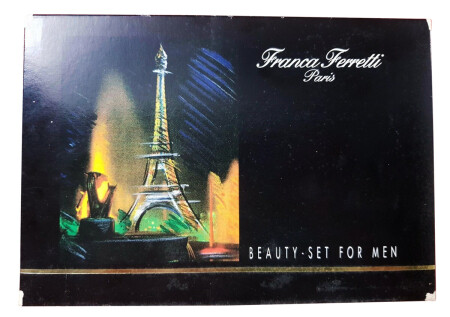 Franca Ferretti
Paris
BEAUTY-SET FOR MEN